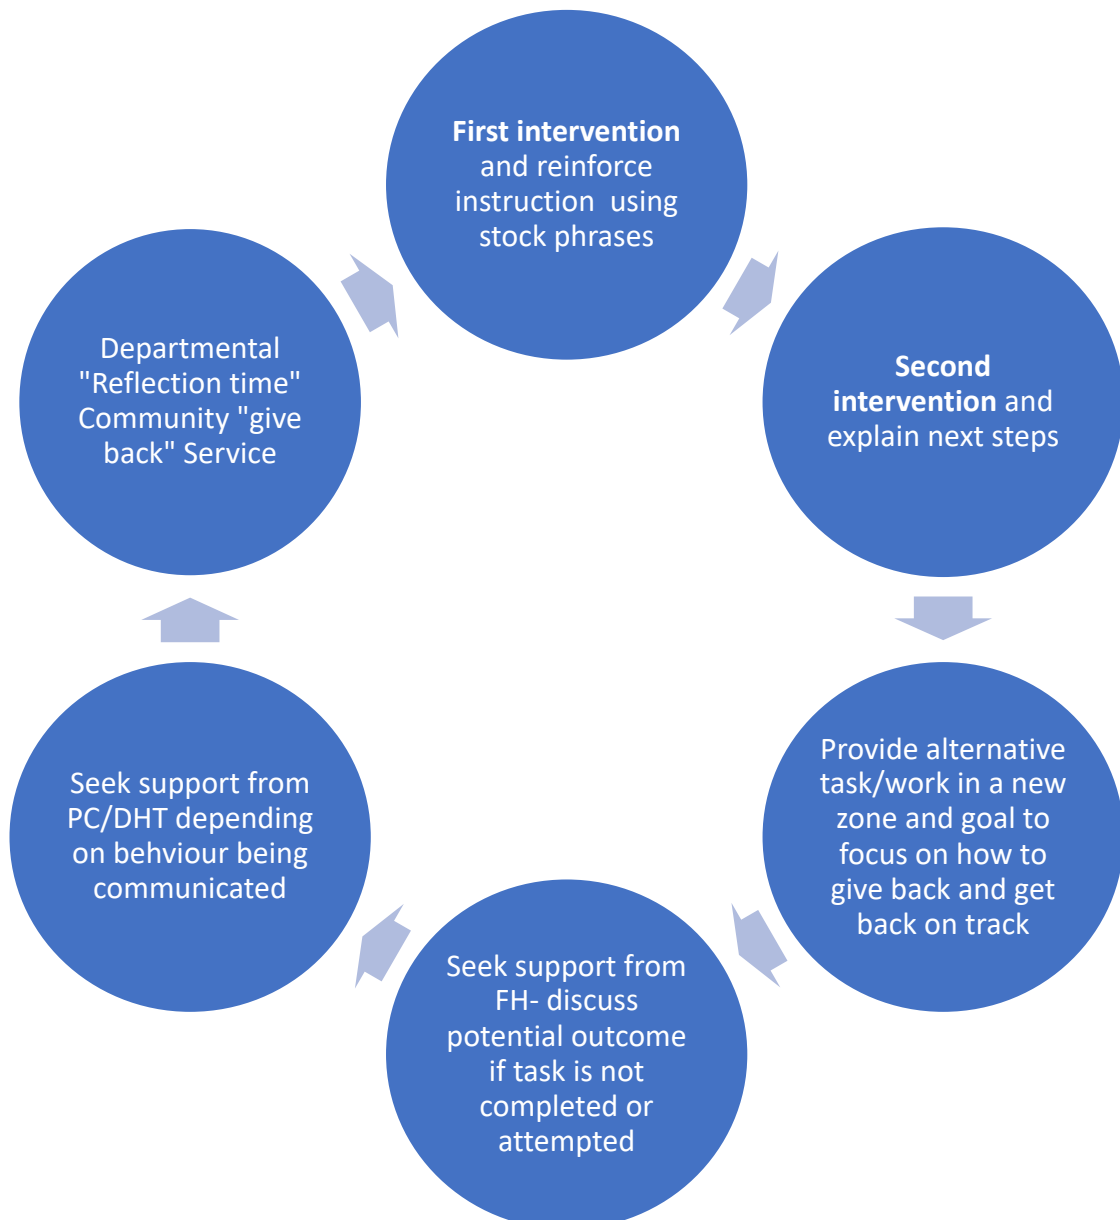 First intervention
and reinforce
instruction  using
stock phrases
Second
intervention and
explain next steps
Provide alternative
task/work in a new
zone and goal to
focus on how to
give back and get
back on track
Seek support from
FH- discuss
potential outcome
if task is not
completed or
attempted
Seek support from
PC/DHT depending
on behviour being
communicated
Departmental
"Reflection time"
Community "give
back" Service